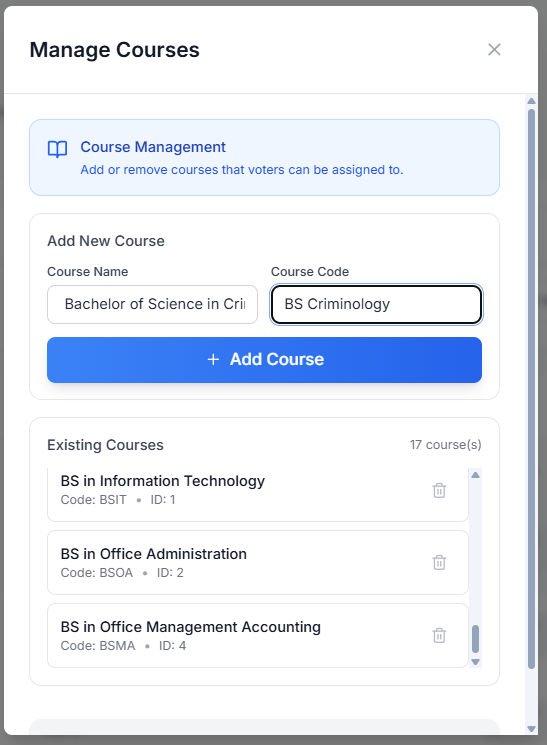 Manage Courses
Course Management
Add or remove courses that voters can be assigned to.
Add New Course
Course Name
Course Code
Bachelor of Science in Cri
BS Criminology
+ Add Course
Existing Courses
17 course(s)
BS in Information Technology
Code: BSIT • ID: 1
BS in Office Administration
Code: BSOA • ID: 2
BS in Office Management Accounting
Code: BSMA • ID: 4